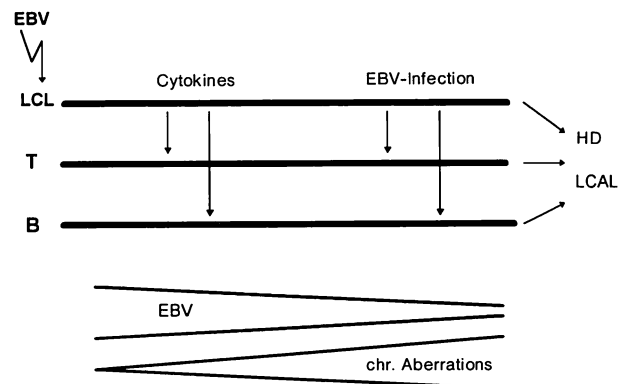 EBV
Cytokines
EBV-Infection
LCL
HD
T
LCAL
B
EBV
chr. Aberrations